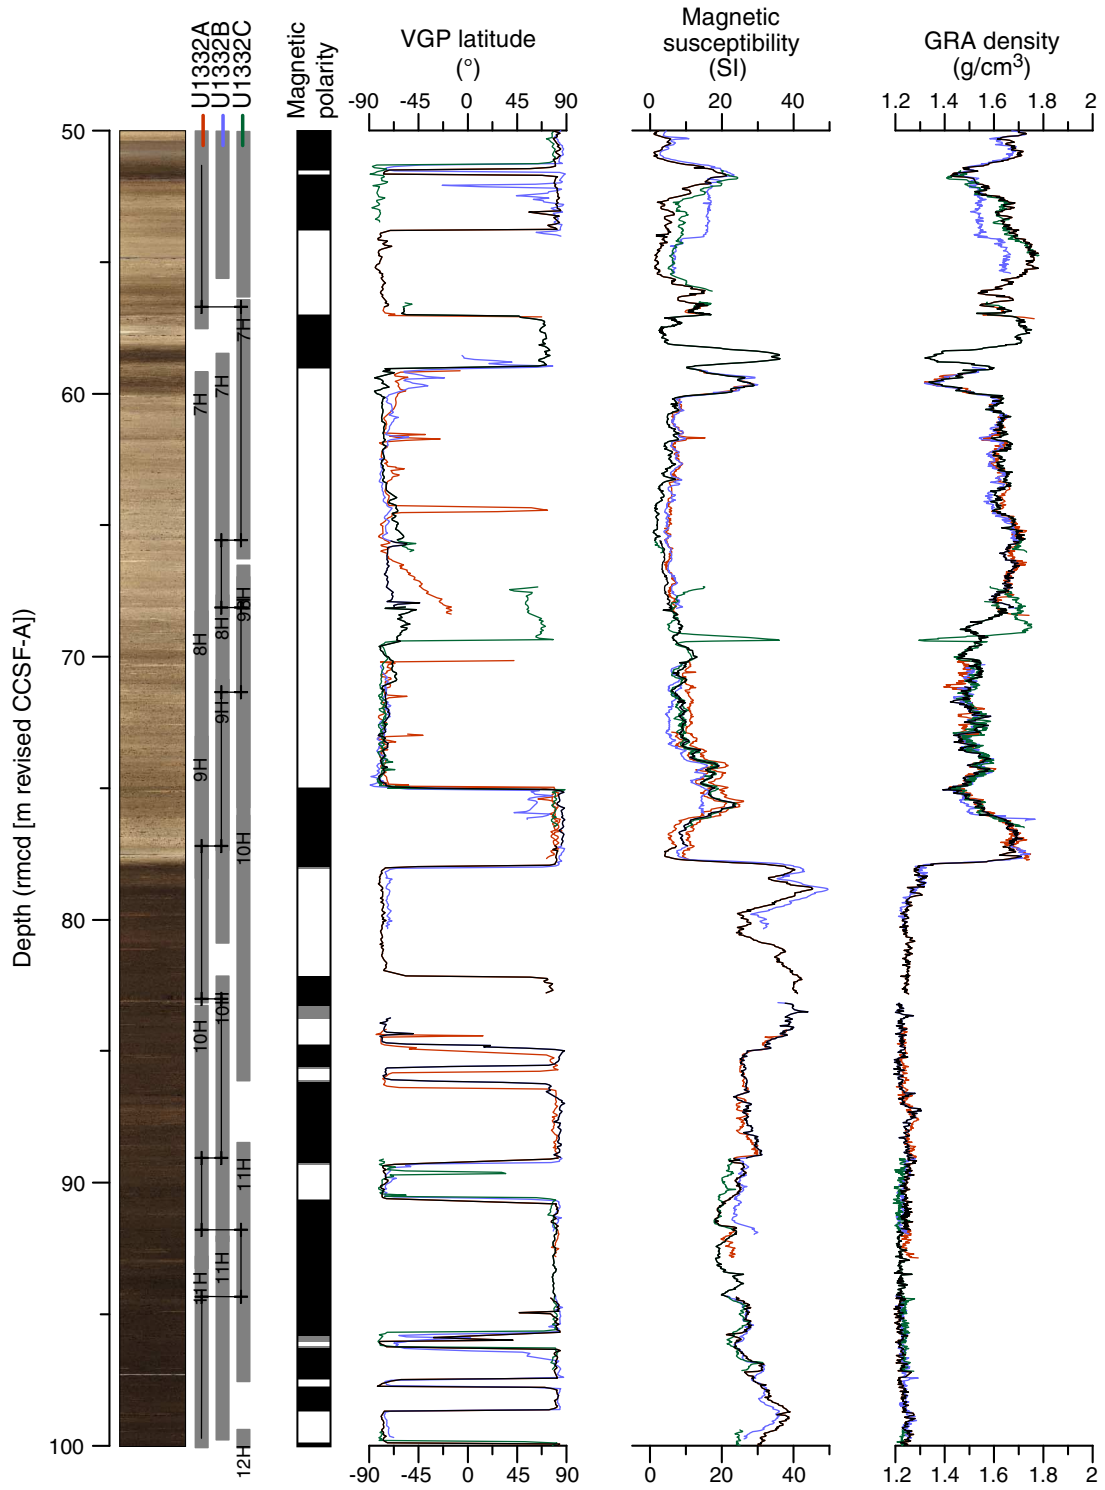 U1332A
U1332B
U1332C
Magnetic
polarity
VGP latitude
(°)
-90 -45 0 45 90
Magnetic
susceptibility
(SI)
0 20 40
GRA density
(g/cm³)
1.2 1.4 1.6 1.8 2
Depth (rmcd [m revised CCSF-A])
50
60
70
80
90
100
7H
8H
9H
10H
11H
7H
8H
9H
10H
11H
7H
9H
10H
11H
12H
-90 -45 0 45 90
0 20 40
1.2 1.4 1.6 1.8 2